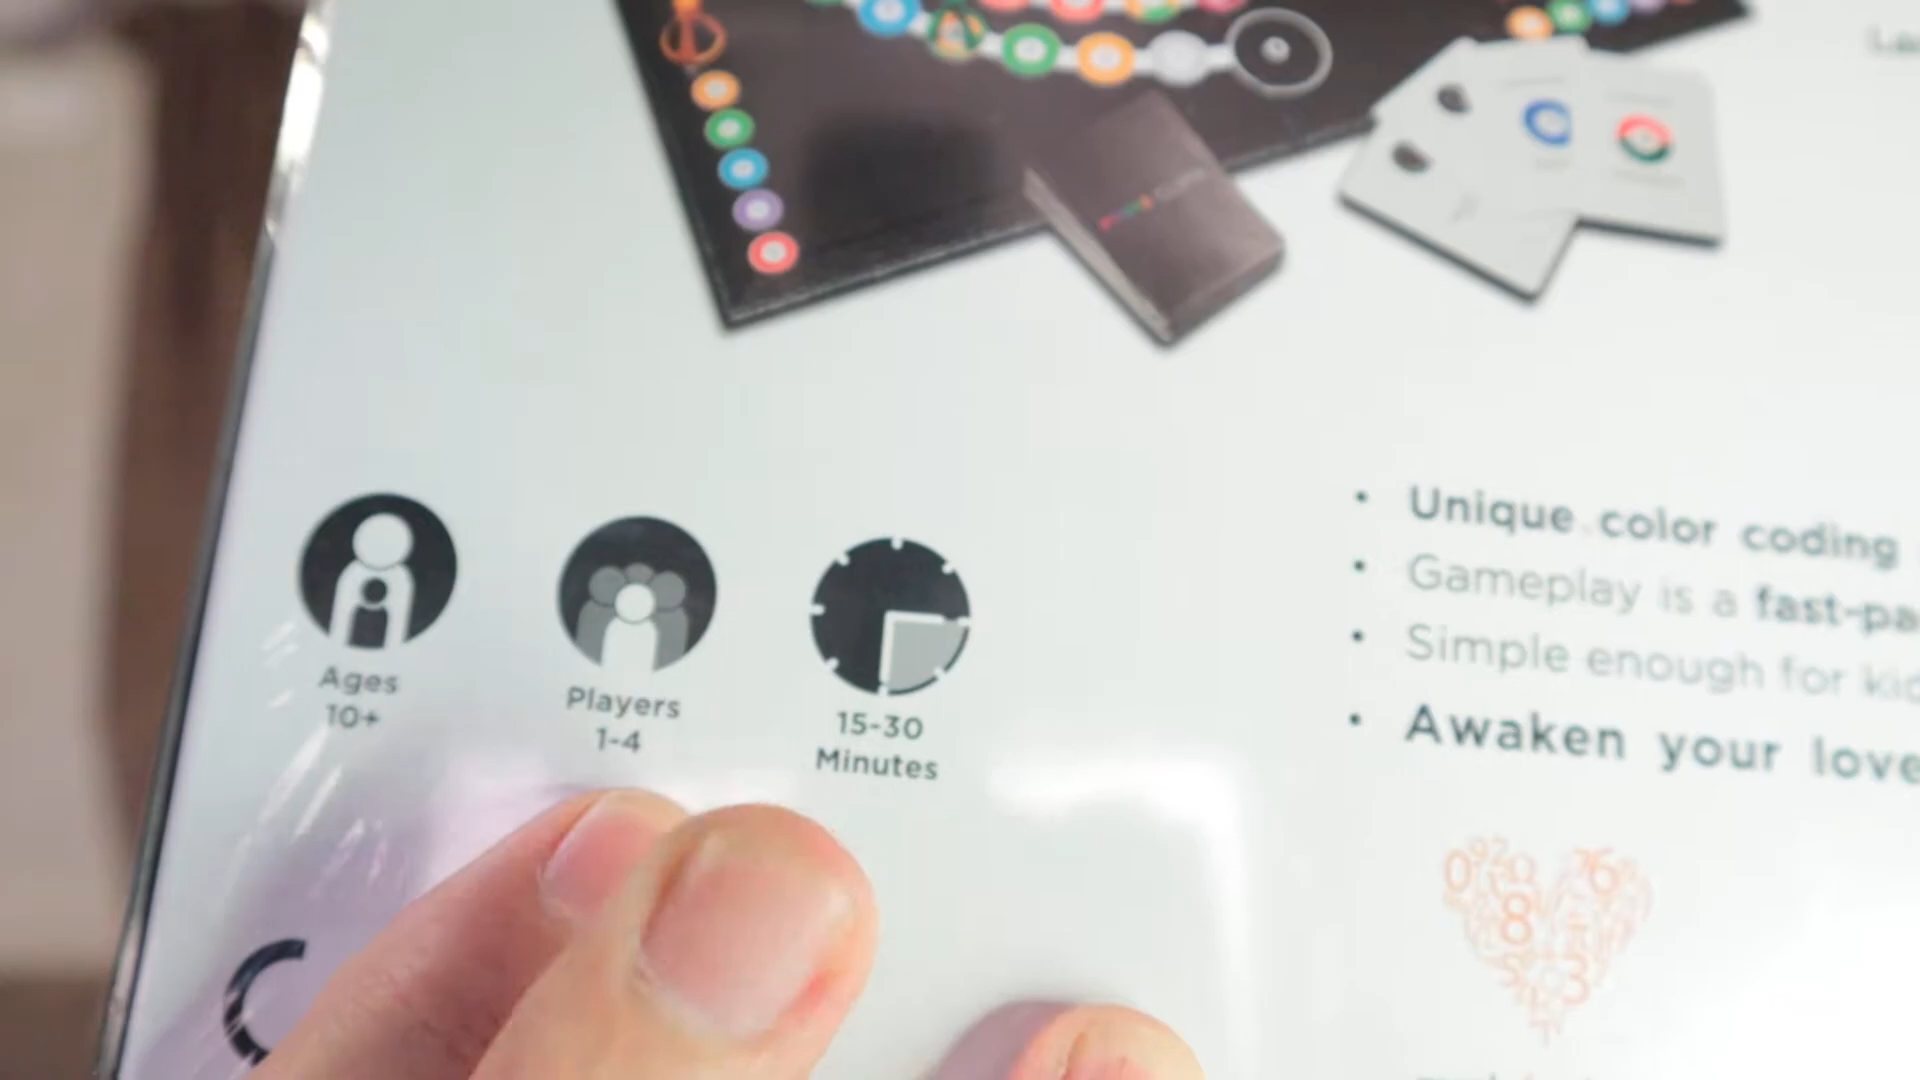 Ages
10+
Players
1-4
15-30
Minutes
• Unique color coding
• Gameplay is a fast-pa
• Simple enough for kid
• Awaken your love